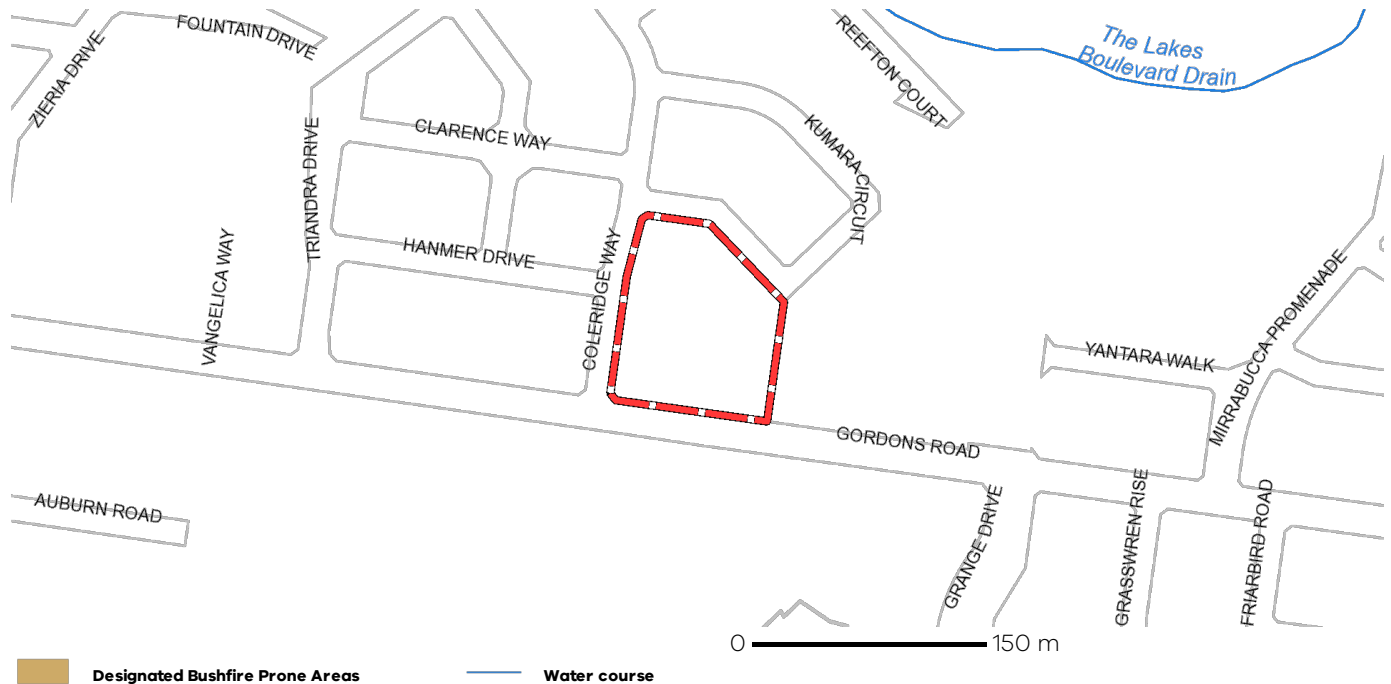 FOUNTAIN DRIVE
ZIERIA DRIVE
REEFTON COURT
The Lakes
Boulevard Drain
CLARENCE WAY
KUMARA CIRCUIT
TRIANDRA DRIVE
HANMER DRIVE
VANGELICA WAY
COLERIDGE WAY
YANTARA WALK
MIRRABUCCA PROMENADE
GORDONS ROAD
AUBURN ROAD
GRANGE DRIVE
GRASSWREN RISE
FRIARBIRD ROAD
0 150 m
Designated Bushfire Prone Areas
Water course